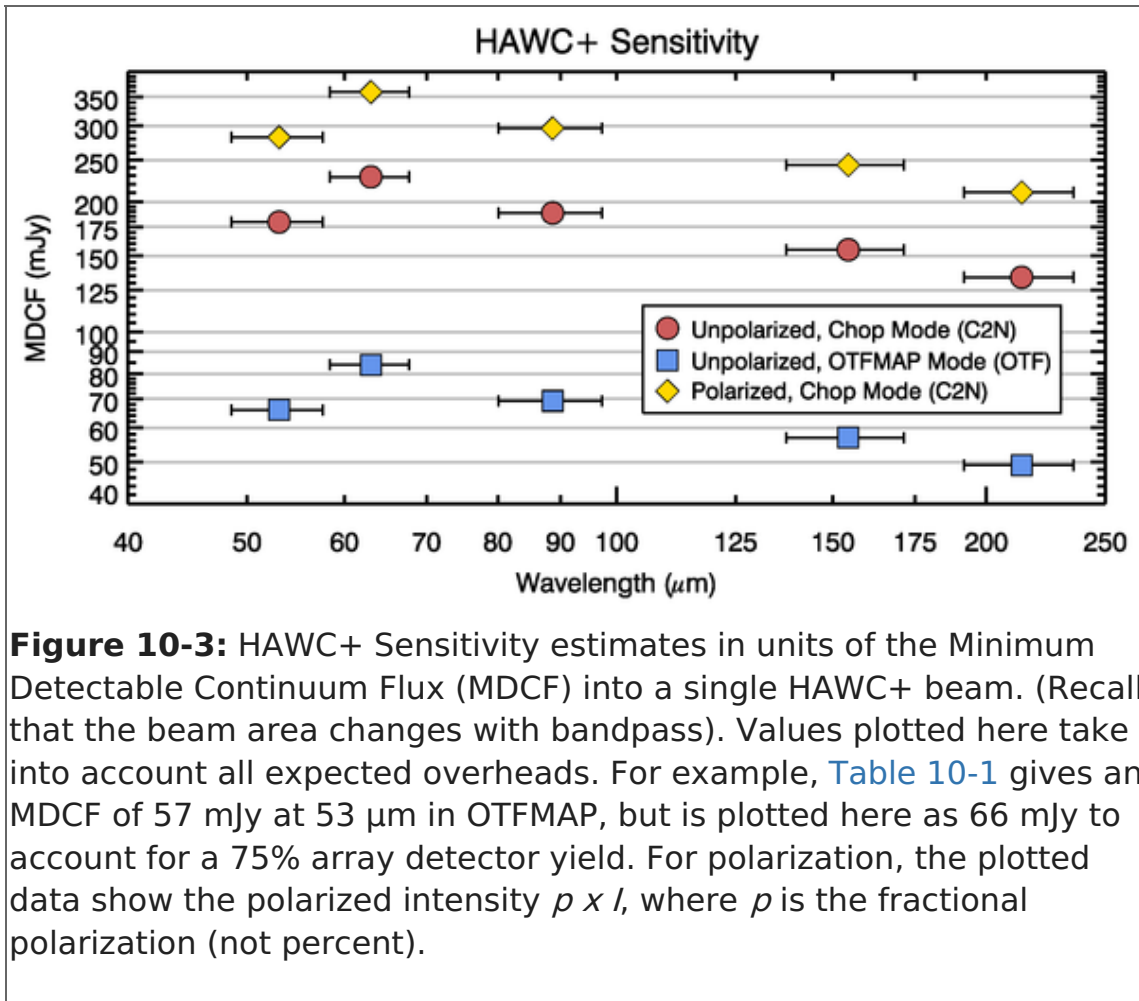 HAWC+ Sensitivity
350
300
250
200
175
150
125
100
90
80
70
60
50
40
MDCF (mJy)
Unpolarized, Chop Mode (C2N)
Unpolarized, OTFMAP Mode (OTF)
Polarized, Chop Mode (C2N)
40 50 60 70 80 90 100 125 150 175 200 250
Wavelength (μm)
Figure 10-3: HAWC+ Sensitivity estimates in units of the Minimum
Detectable Continuum Flux (MDCF) into a single HAWC+ beam. (Recall
that the beam area changes with bandpass). Values plotted here take
into account all expected overheads. For example, Table 10-1 gives an
MDCF of 57 mJy at 53 μm in OTFMAP, but is plotted here as 66 mJy to
account for a 75% array detector yield. For polarization, the plotted
data show the polarized intensity p x I, where p is the fractional
polarization (not percent).